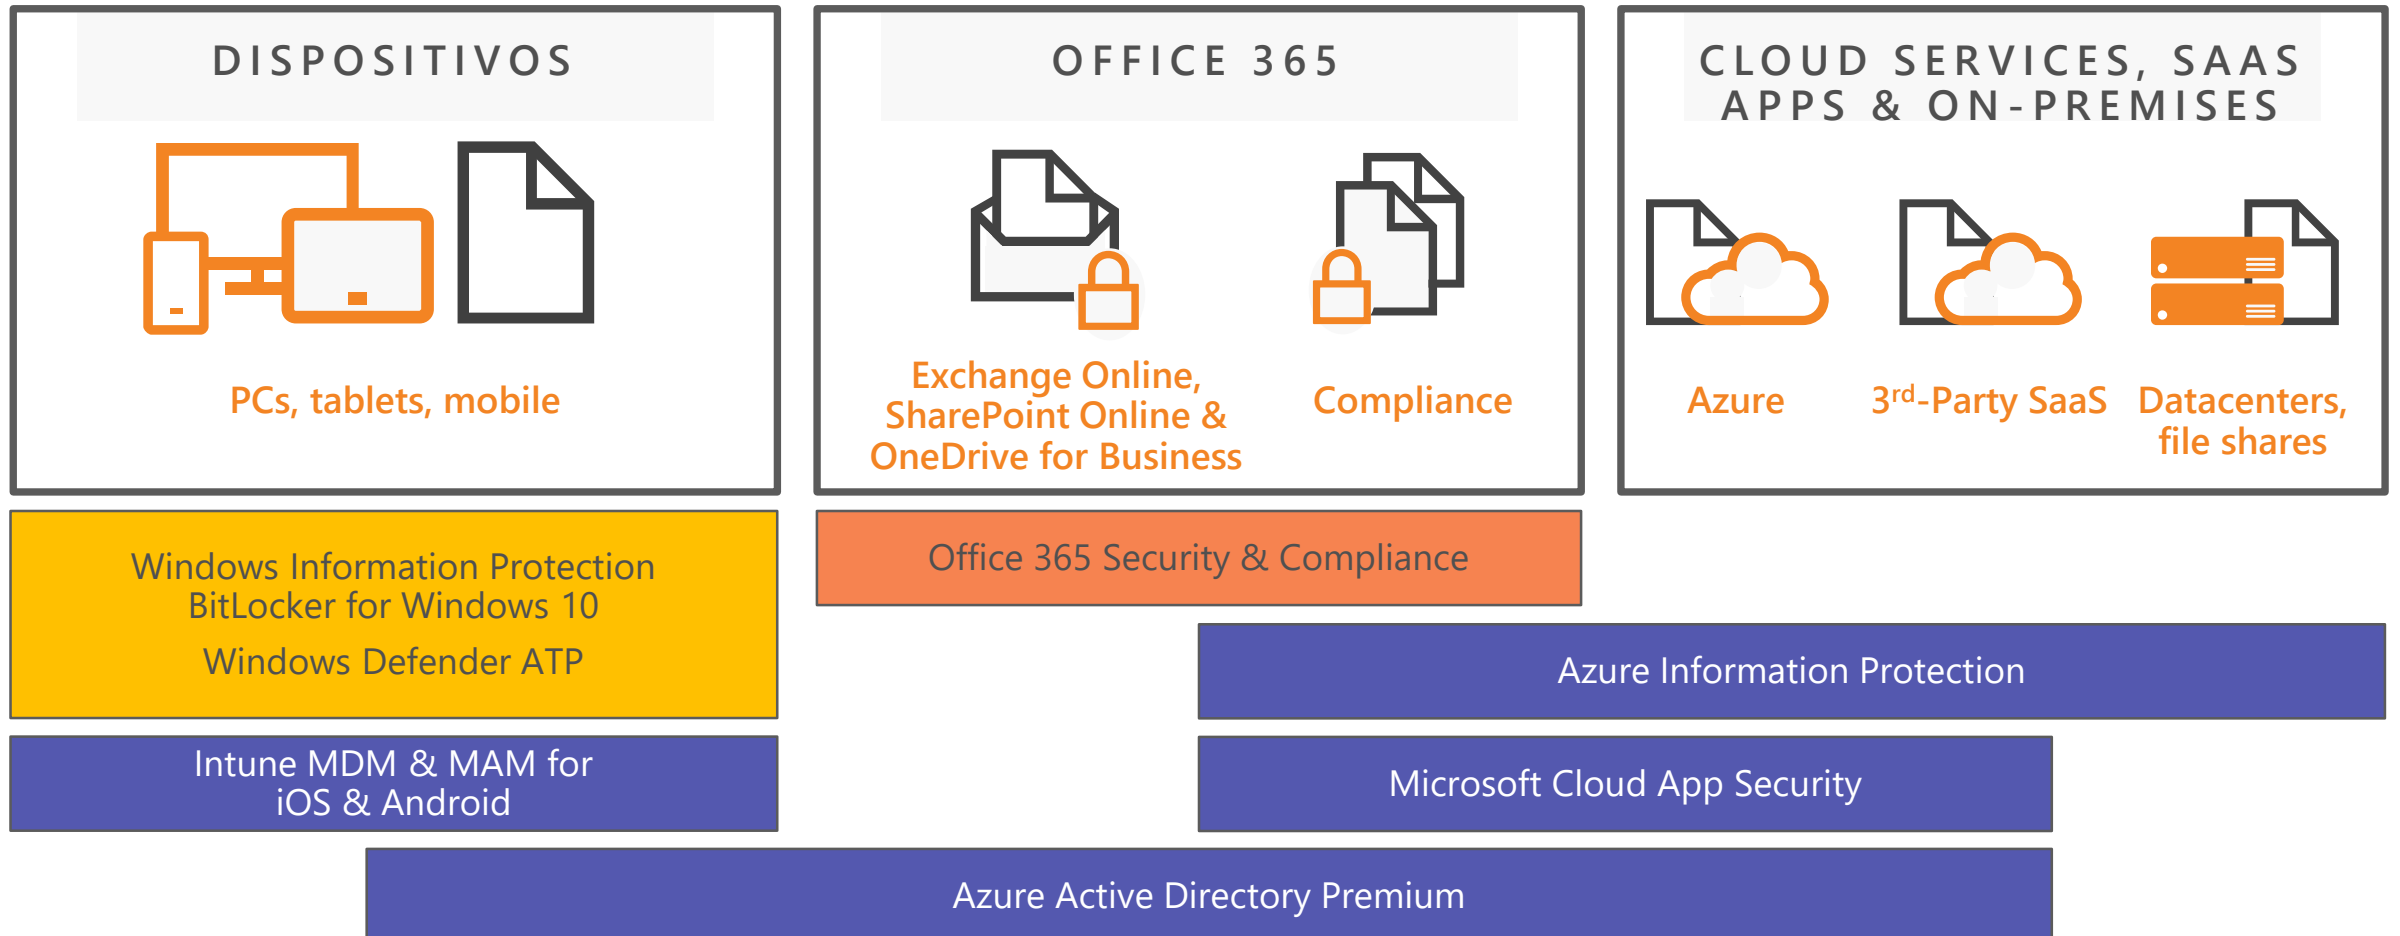 DISPOSITIVOS
PCs, tablets, mobile
OFFICE 365
Exchange Online,
SharePoint Online &
OneDrive for Business
Compliance
CLOUD SERVICES, SAAS
APPS & ON-PREMISES
Azure
3rd-Party SaaS
Datacenters,
file shares
Windows Information Protection
BitLocker for Windows 10
Windows Defender ATP
Office 365 Security & Compliance
Azure Information Protection
Intune MDM & MAM for
iOS & Android
Microsoft Cloud App Security
Azure Active Directory Premium